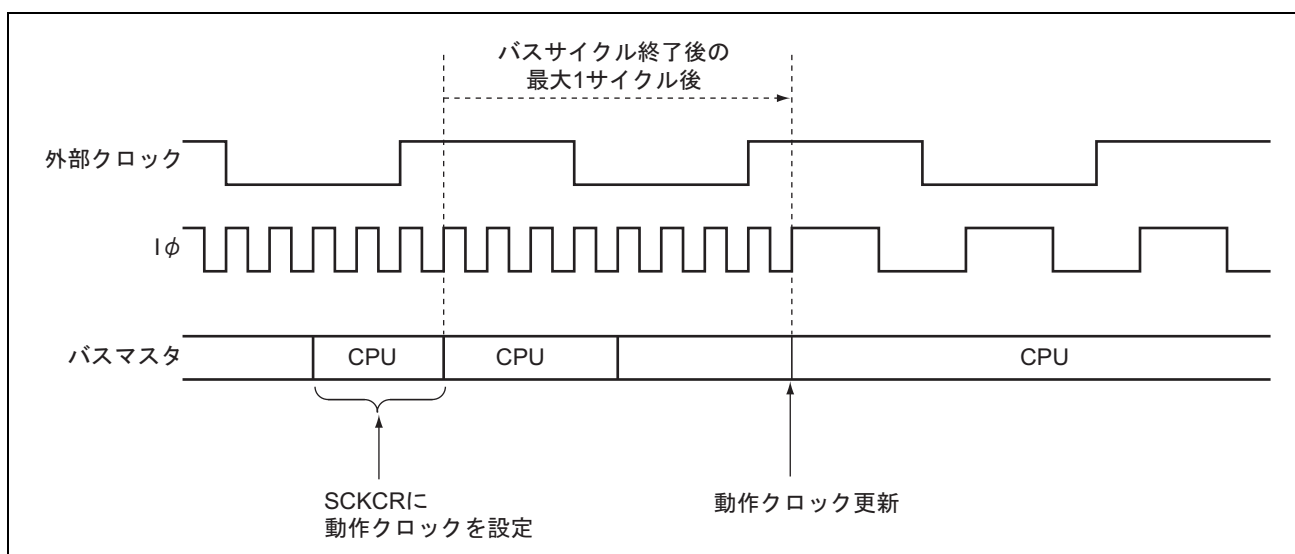 バスサイクル終了後の
最大1サイクル後
外部クロック
Iφ
バスマスタ
CPU
CPU
CPU
SCKCRに
動作クロックを設定
動作クロック更新